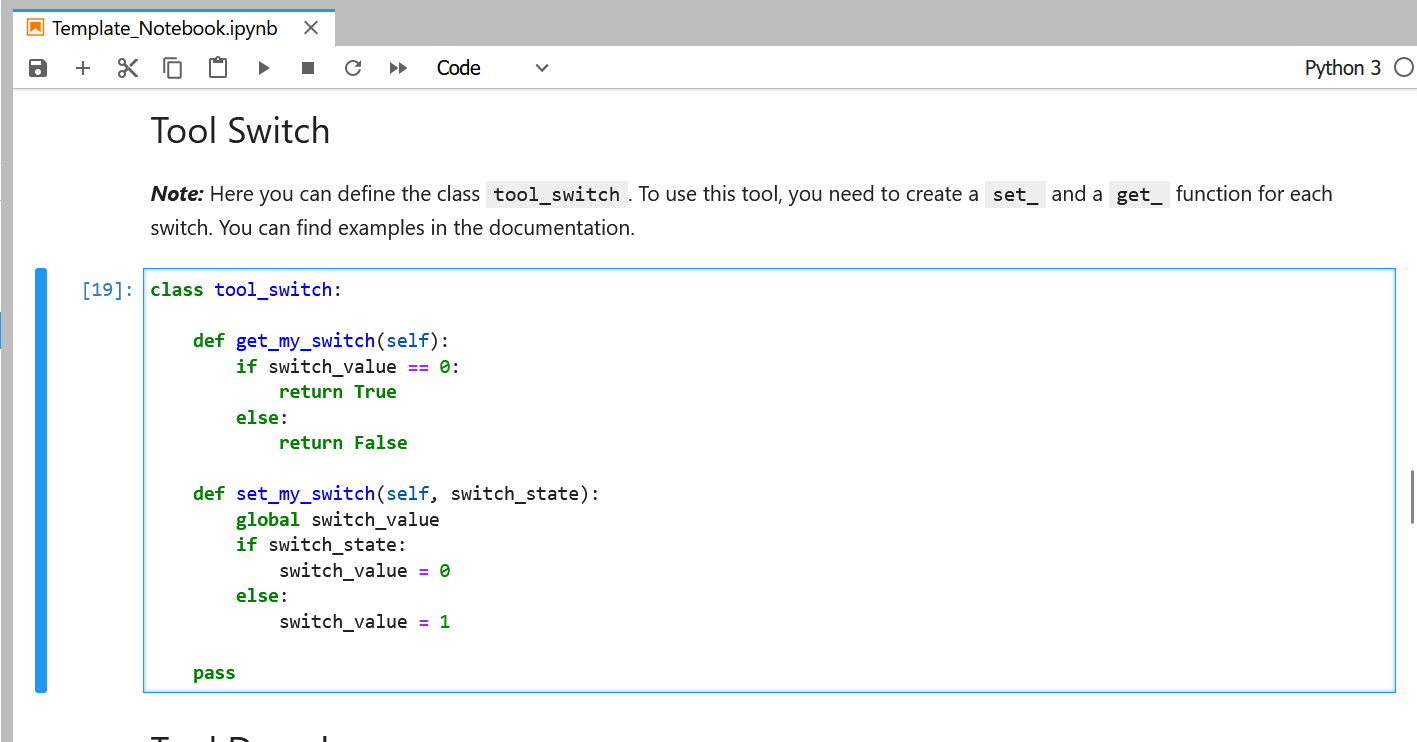 Template_Notebook.ipynb
Code
Python 3
Tool Switch
Note: Here you can define the class tool_switch. To use this tool, you need to create a set_ and a get_ function for each
switch. You can find examples in the documentation.
[19]: class tool_switch:
def get_my_switch(self):
if switch_value == 0:
return True
else:
return False
def set_my_switch(self, switch_state):
global switch_value
if switch_state:
switch_value = 0
else:
switch_value = 1
pass